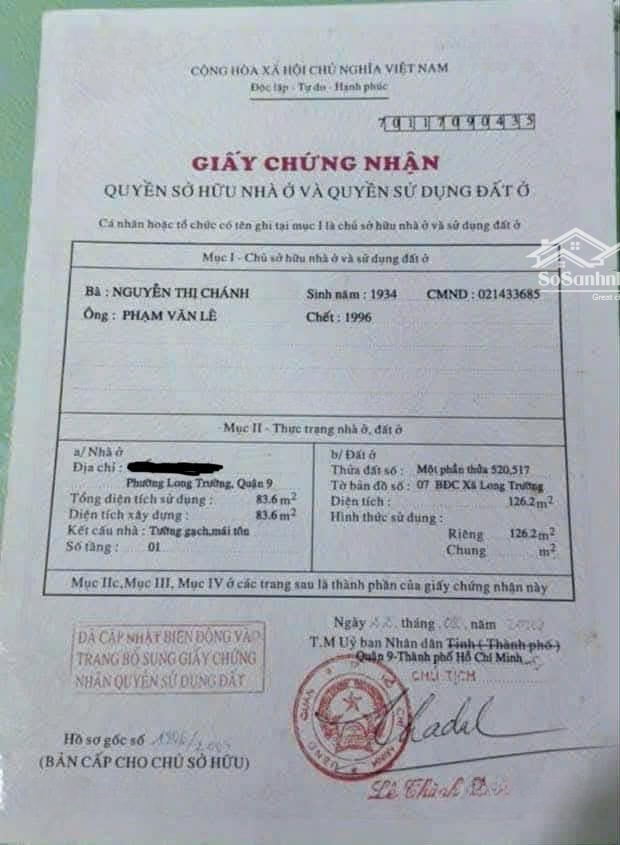 CỘNG HÒA XÃ HỘI CHỦ NGHĨA VIỆT NAM
Độc lập - Tự do - Hạnh phúc
70117090435
GIẤY CHỨNG NHẬN
QUYỀN SỞ HỮU NHÀ Ở VÀ QUYỀN SỬ DỤNG ĐẤT Ở
Cá nhân hoặc tổ chức có tên ghi tại mục I là chủ sở hữu nhà ở và sử dụng đất ở
Mục I - Chủ sở hữu nhà ở và sử dụng đất ở
Bà : NGUYỄN THỊ CHÁNH Sinh năm : 1934 CMND : 021433685
Ông : PHẠM VĂN LÊ Chết : 1996
SoSanhN
Great
Mục II - Thực trạng nhà ở, đất ở
a/ Nhà ở
Địa chỉ :
Phường Long Trường, Quận 9
Tổng diện tích sử dụng : 83.6 m2
Diện tích xây dựng : 83.6 m2
Kết cấu nhà : Tường gạch,mái tôn
Số tầng : 01
b/ Đất ở
Thửa đất số : Một phần thửa 520,517
Tờ bản đồ số : 07 BĐC Xã Long Trường
Diện tích : 126.2 m2
Hình thức sử dụng :
Riêng 126.2 m2
Chung m2
Mục IIc,Mục III, Mục IV ở các trang sau là thành phần của giấy chứng nhận này
Ngày tháng năm
T.M Uỷ ban Nhân dân Tỉnh ( Thành phố )
Quận 9-Thành phố Hồ Chí Minh
CHỦ TỊCH
ĐÃ CẬP NHẬT BIẾN ĐỘNG VÀO
TRANG BỔ SUNG GIẤY CHỨNG
NHẬN QUYỀN SỬ DỤNG ĐẤT
Hồ sơ gốc số
(BẢN CẤP CHO CHỦ SỞ HỮU)
Lê Thành